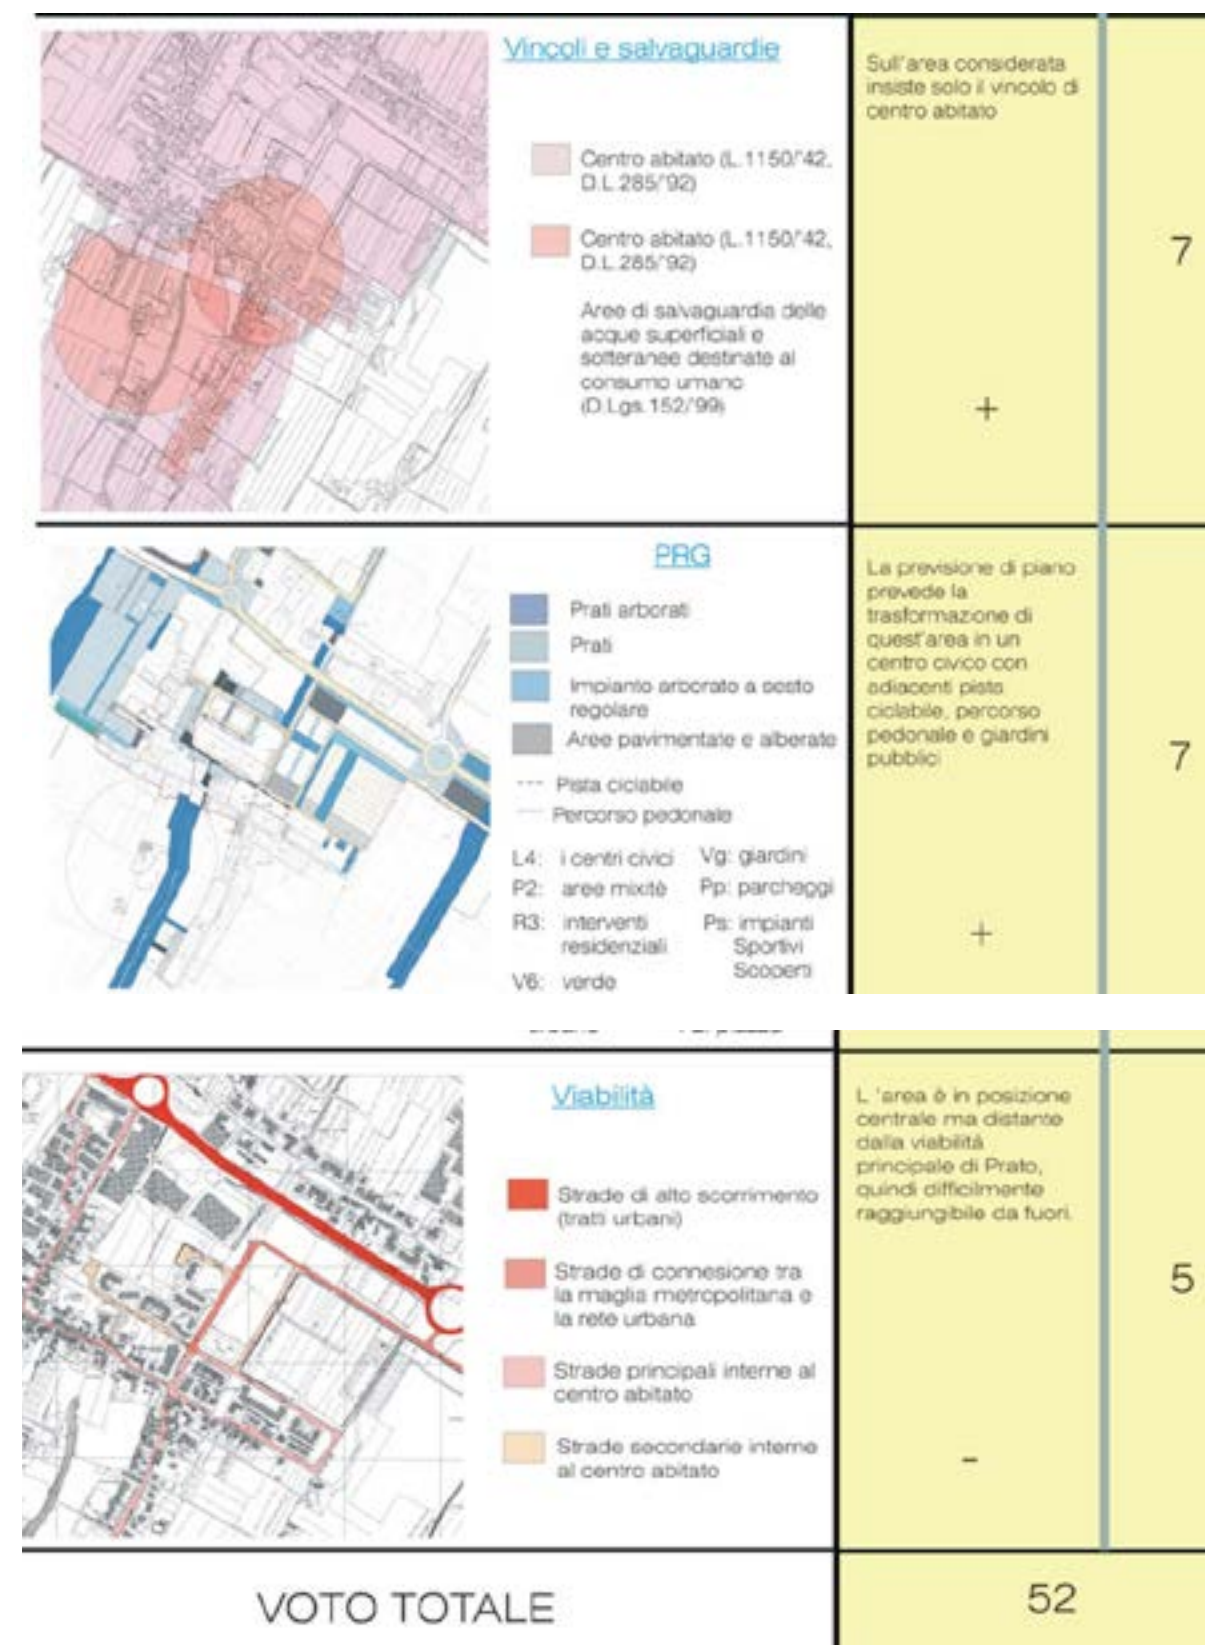 Vincoli e salvaguardie
Centro abitato (L.1150/'42,
D.L.285/'92)
Centro abitato (L.1150/'42,
D.L.285/'92)
Aree di salvaguardia delle
acque superficiali e
sotteranee destinate al
consumo umano
(D.Lgs.152/'99)
Sull'area considerata
insiste solo il vincolo di
centro abitato
+
7
PRG
Prati arborati
Prati
Impianto arborato a sesto
regolare
Aree pavimentate e alberate
Pista ciclabile
Percorso pedonale
L4: i centri civici Vg: giardini
P2: aree mixitè Pp: parcheggi
R3: interventi Ps: impianti
residenziali Sportivi
Scoperti
V6: verde
La previsione di piano
prevede la
trasformazione di
quest'area in un
centro civico con
adiacenti pista
ciclabile, percorso
pedonale e giardini
pubblici
+
7
Viabilità
Strade di alto scorrimento
(tratti urbani)
Strade di connesione tra
la maglia metropolitana e
la rete urbana
Strade principali interne al
centro abitato
Strade secondarie interne
al centro abitato
L 'area è in posizione
centrale ma distante
dalla viabilità
principale di Prato,
quindi difficilmente
raggiungibile da fuori.
-
5
VOTO TOTALE
52